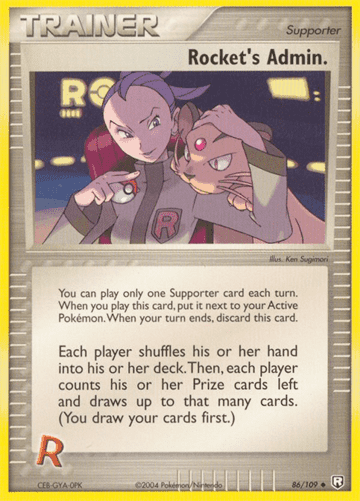 TRAINER
Supporter
Rocket's Admin.
R
R
Illus. Ken Sugimori
You can play only one Supporter card each turn.
When you play this card, put it next to your Active
Pokémon. When your turn ends, discard this card.
Each player shuffles his or her hand
into his or her deck. Then, each player
counts his or her Prize cards left
and draws up to that many cards.
(You draw your cards first.)
R
CEB-GYA-0PK
©2004 Pokémon/Nintendo
86/109 ◆ R